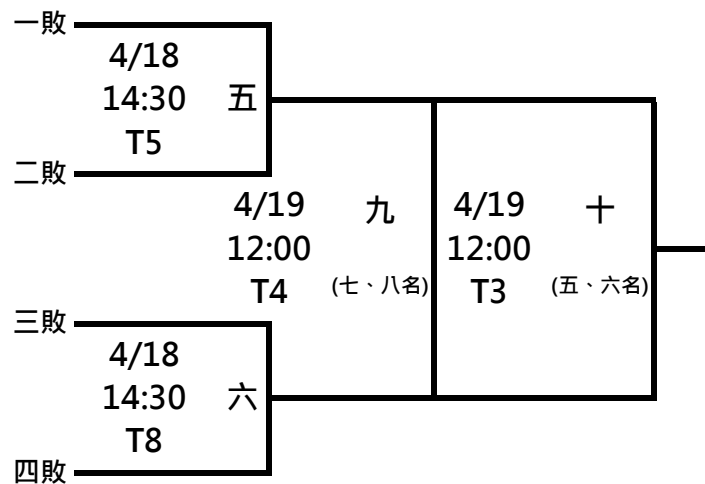 一敗
4/18
14:30 五
T5
二敗
4/19 九
12:00
T4 (七、八名)
4/19 十
12:00
T3 (五、六名)
三敗
4/18
14:30 六
T8
四敗